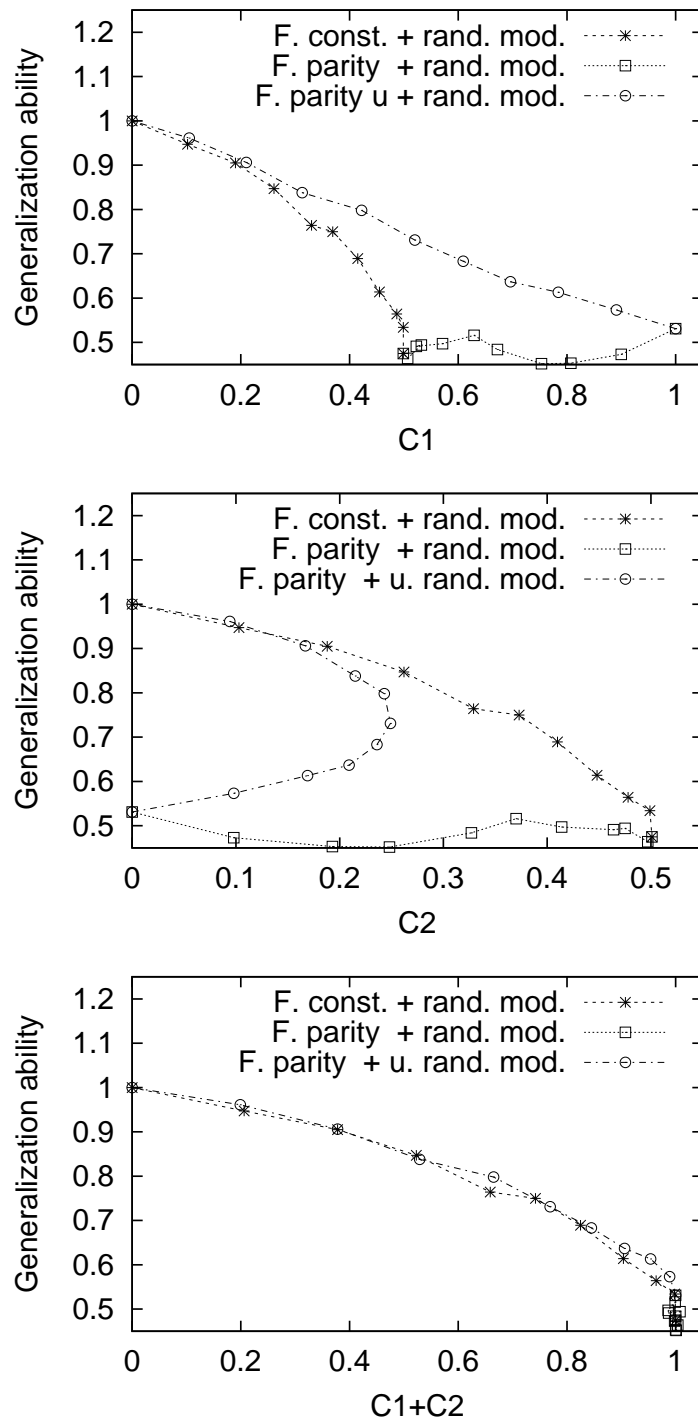 1.2
1.1
1
0.9
0.8
0.7
0.6
0.5
Generalization ability
F. const. + rand. mod.
F. parity + rand. mod.
F. parity u + rand. mod.
0 0.2 0.4 0.6 0.8 1
C1
1.2
1.1
1
0.9
0.8
0.7
0.6
0.5
Generalization ability
F. const. + rand. mod.
F. parity + rand. mod.
F. parity + u. rand. mod.
0 0.1 0.2 0.3 0.4 0.5
C2
1.2
1.1
1
0.9
0.8
0.7
0.6
0.5
Generalization ability
F. const. + rand. mod.
F. parity + rand. mod.
F. parity + u. rand. mod.
0 0.2 0.4 0.6 0.8 1
C1+C2